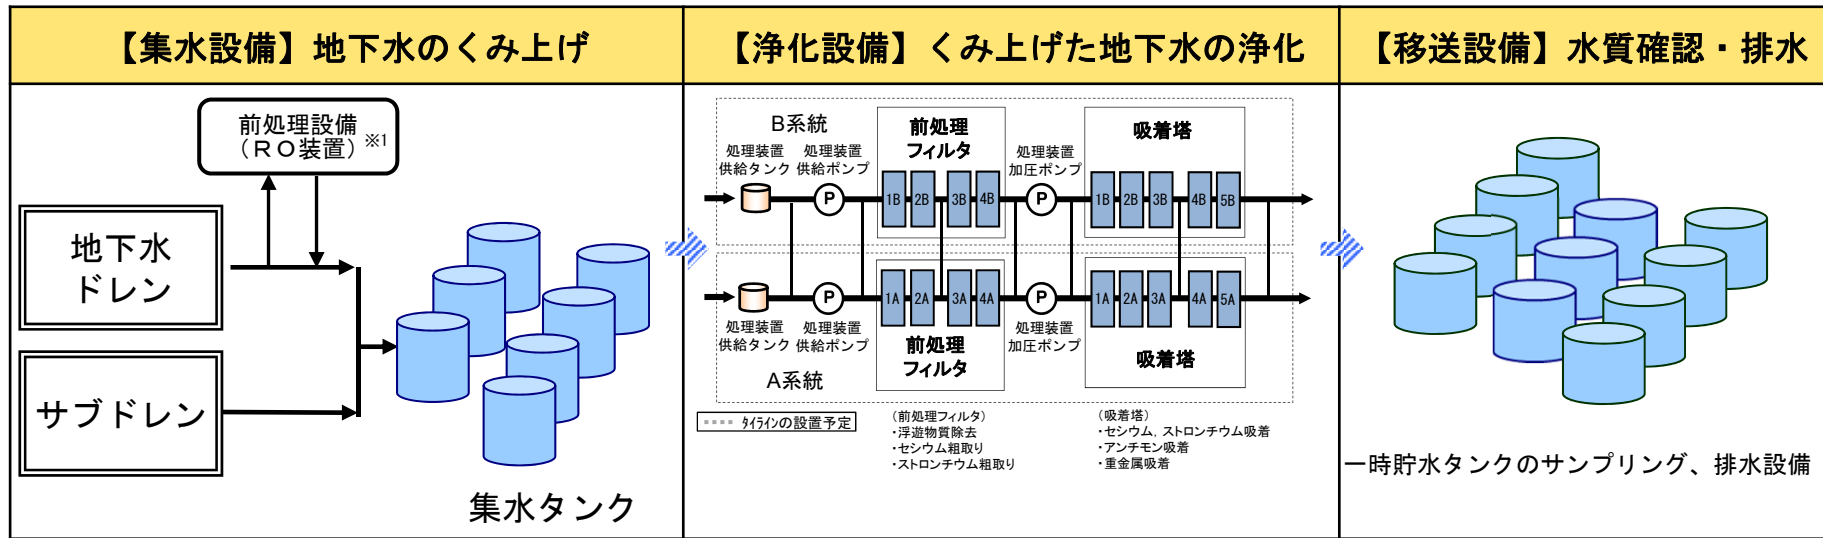 【集水設備】地下水のくみ上げ
【浄化設備】くみ上げた地下水の浄化
【移送設備】水質確認・排水
前処理設備
（ＲＯ装置）※1
地下水
ドレン
サブドレン
集水タンク
B系統
処理装置
供給タンク
処理装置
供給ポンプ
前処理
フィルタ
処理装置
加圧ポンプ
吸着塔
P
1B
2B
3B
4B
P
1B
2B
3B
4B
5B
P
1A
2A
3A
4A
P
1A
2A
3A
4A
5A
処理装置
供給タンク
処理装置
供給ポンプ
前処理
フィルタ
処理装置
加圧ポンプ
吸着塔
A系統
ﾀｲﾗｲﾝの設置予定
（前処理フィルタ）
・浮遊物質除去
・セシウム粗取り
・ストロンチウム粗取り
（吸着塔）
・セシウム，ストロンチウム吸着
・アンチモン吸着
・重金属吸着
一時貯水タンクのサンプリング、排水設備